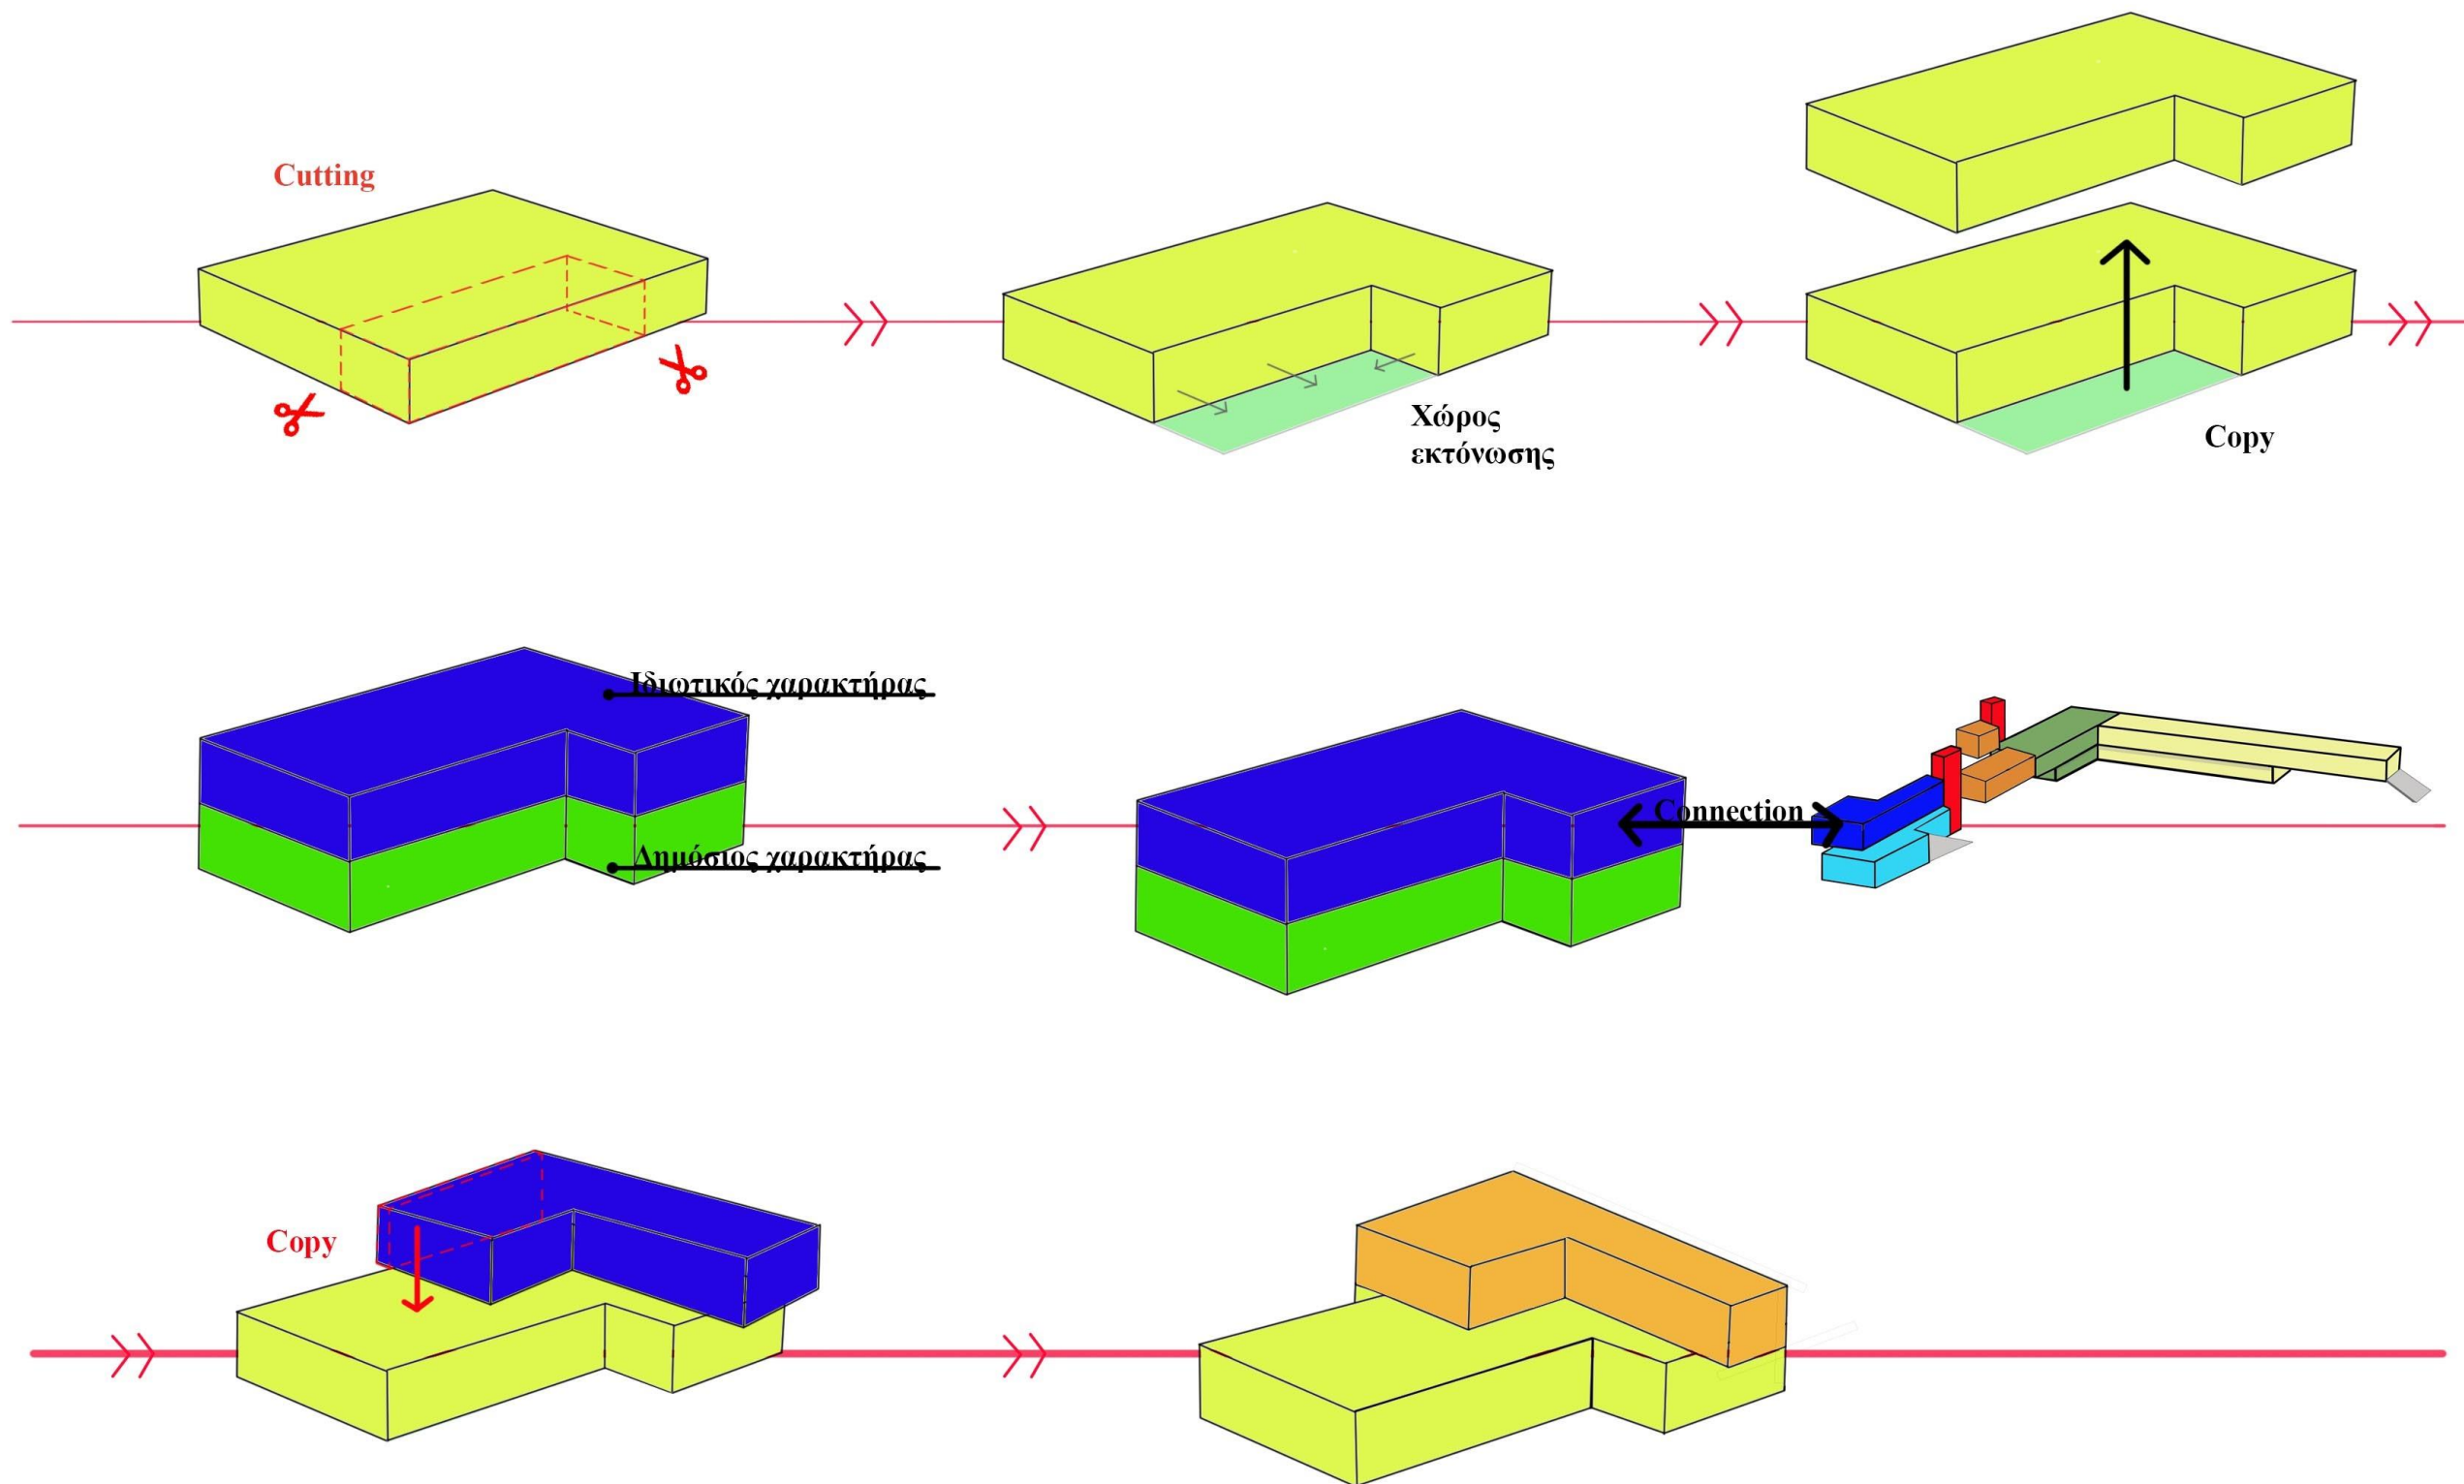 Cutting
Χώρος
εκτόνωσης
Copy
Ιδιωτικός χαρακτήρας
Δημόσιος χαρακτήρας
Connection
Copy